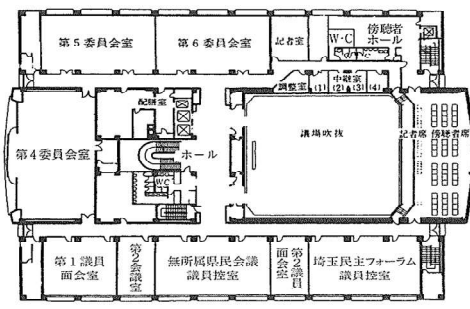 第5委員会室
第6委員会室
記者室
W・C
傍聴者
ホール
調整室
中継室
(1)
(2)
(3)
(4)
配膳室
第4委員会室
ホール
WC
議場吹抜
記者席
傍聴者席
第1議員
面会室
第2会議室
無所属県民会議
議員控室
第2議員
面会室
埼玉民主フォーラム
議員控室